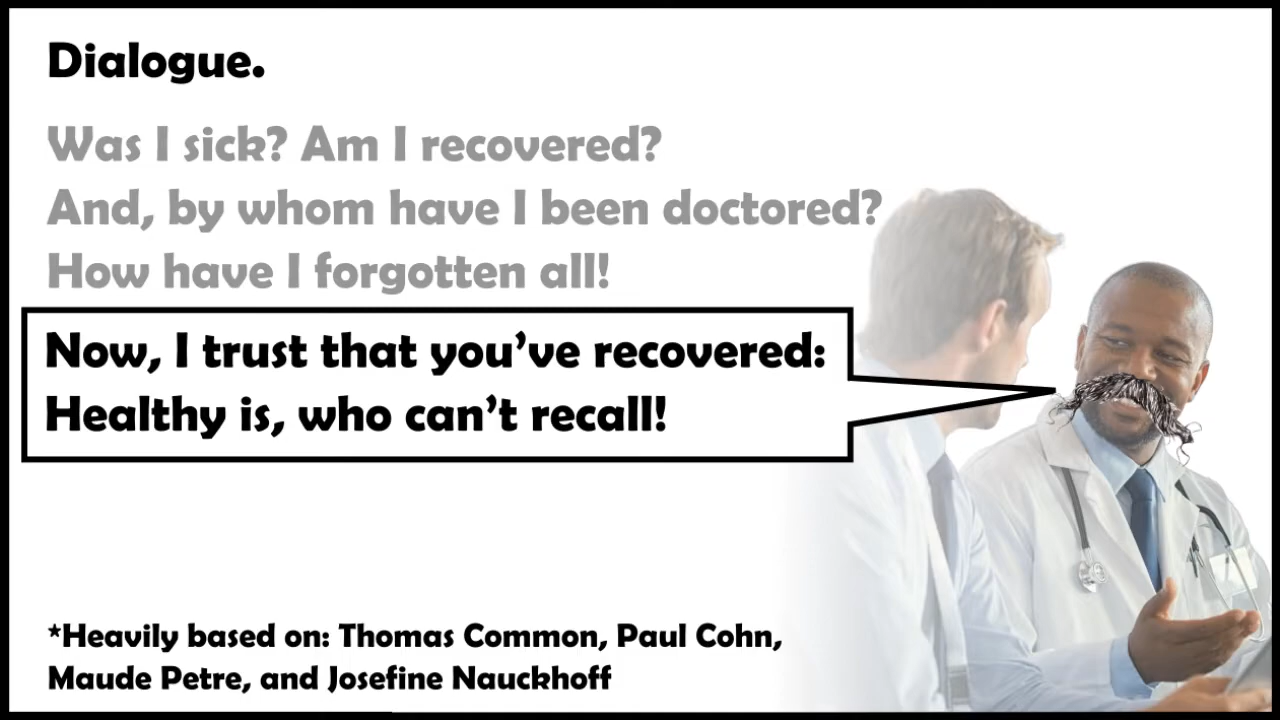 Dialogue.
Was I sick? Am I recovered?
And, by whom have I been doctored?
How have I forgotten all!
Now, I trust that you’ve recovered:
Healthy is, who can’t recall!
*Heavily based on: Thomas Common, Paul Cohn,
Maude Petre, and Josefine Nauckhoff